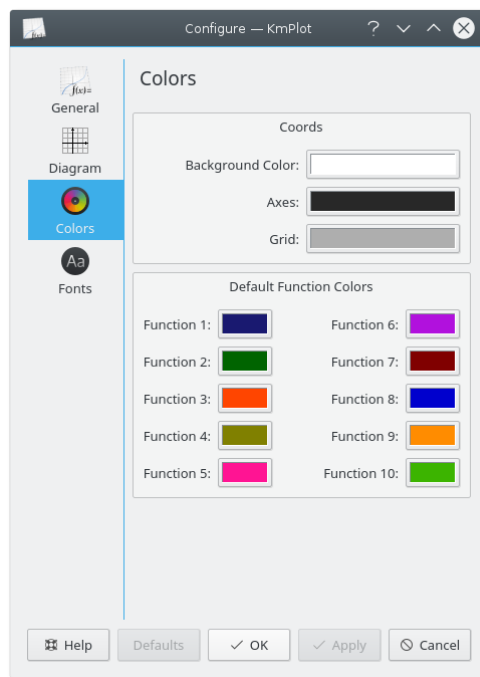 Configure — KmPlot
f(x)=
General
Diagram
Colors
Aa
Fonts
Colors
Coords
Background Color:
Axes:
Grid:
Default Function Colors
Function 1:
Function 6:
Function 2:
Function 7:
Function 3:
Function 8:
Function 4:
Function 9:
Function 5:
Function 10:
Help
Defaults
OK
Apply
Cancel